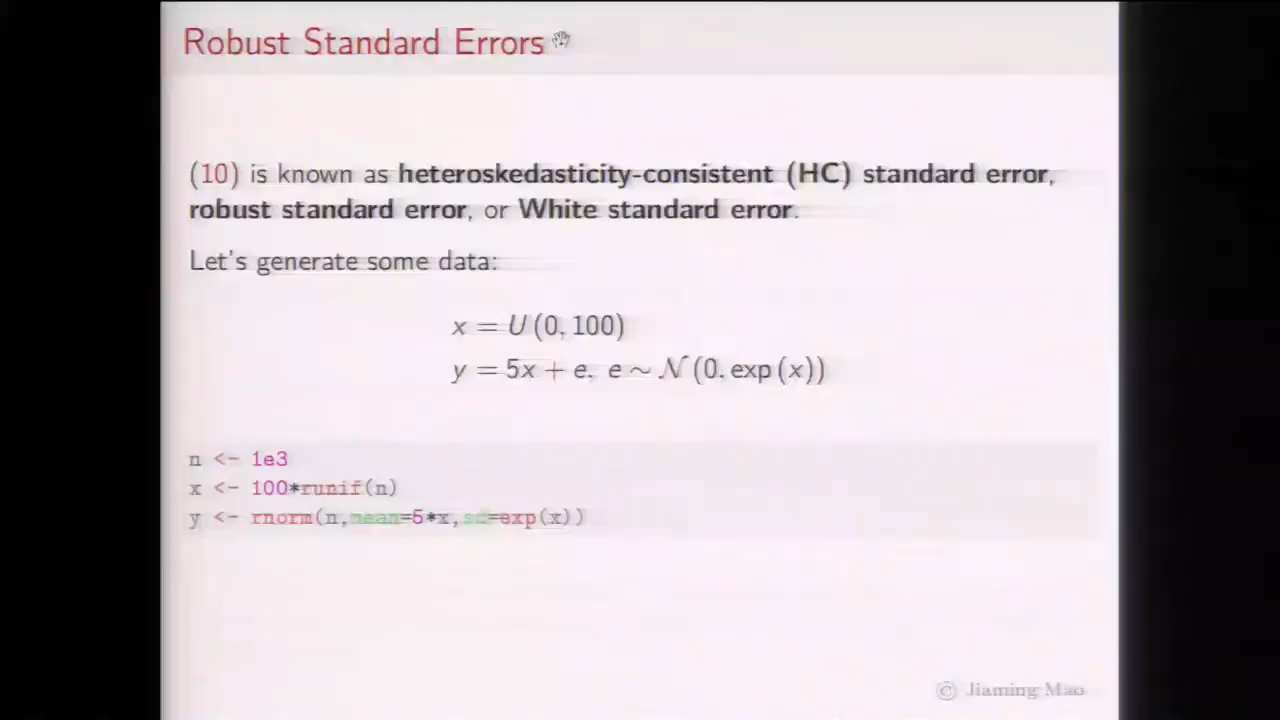 Robust Standard Errors
(10) is known as heteroskedasticity-consistent (HC) standard error,
robust standard error, or White standard error.
Let's generate some data:
x = U (0, 100)
y = 5x + e, e ∼ 𝒩 (0, exp (x))
n <- 1e3
x <- 100*runif(n)
y <- rnorm(n,mean=5*x,sd=exp(x))
© Jiaming Mao